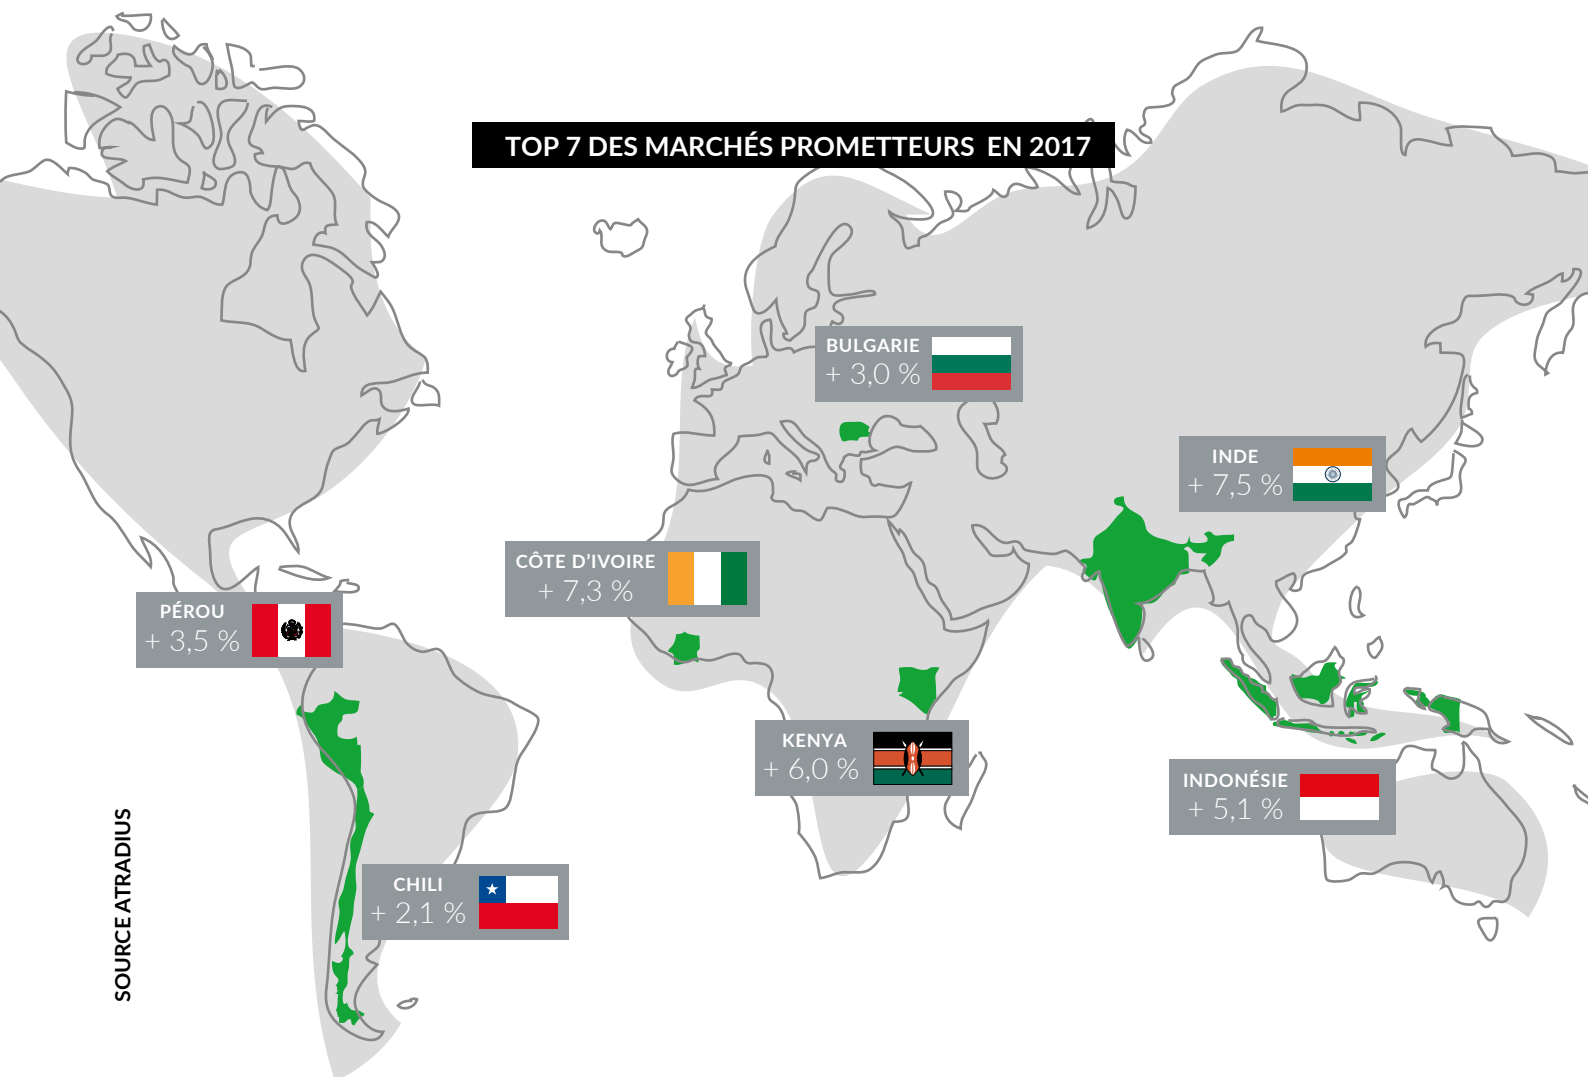 TOP 7 DES MARCHÉS PROMETTEURS EN 2017
BULGARIE
+ 3,0 %
INDE
+ 7,5 %
CÔTE D’IVOIRE
+ 7,3 %
PÉROU
+ 3,5 %
KENYA
+ 6,0 %
INDONÉSIE
+ 5,1 %
CHILI
+ 2,1 %
SOURCE ATRADIUS